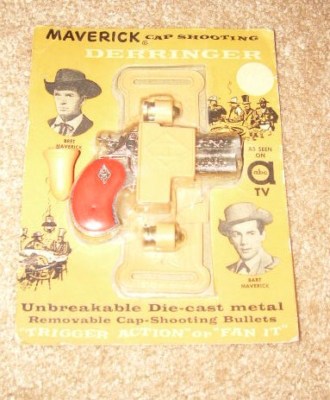 MAVERICK CAP SHOOTING
®
DERRINGER
BRET
MAVERICK
AS SEEN
ON
a
abc
TV
BART
MAVERICK
Unbreakable Die-cast metal
Removable Cap-Shooting Bullets
"TRIGGER ACTION" or "FAN IT"